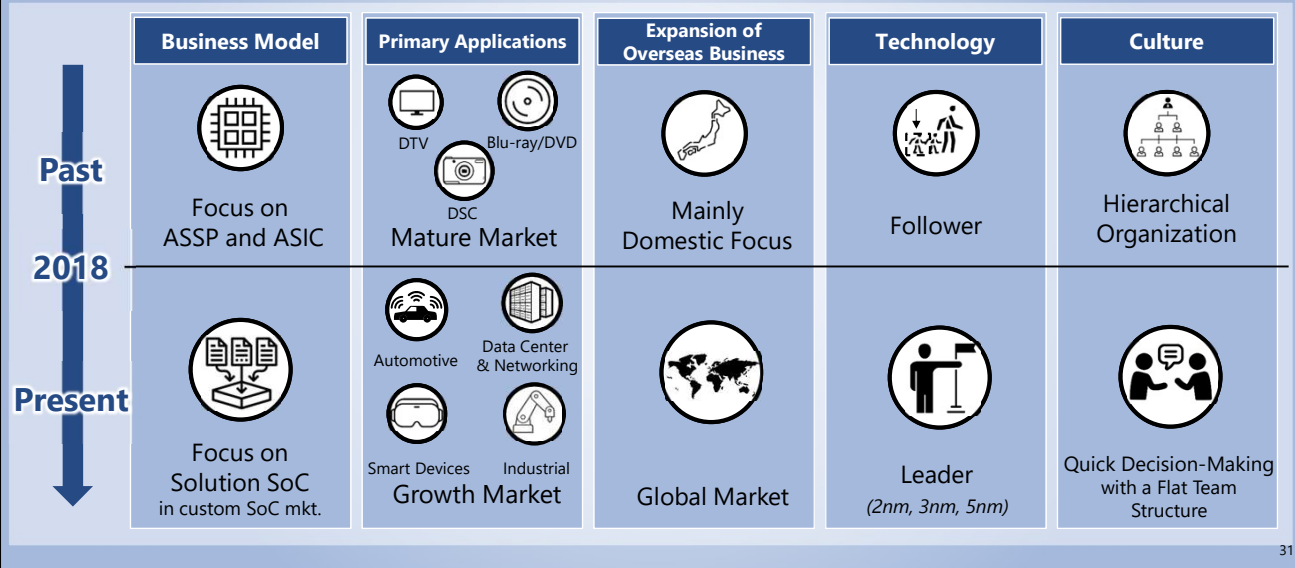 Business Model
Primary Applications
Expansion of
Overseas Business
Technology
Culture
Past
2018
Present
Focus on
ASSP and ASIC
DTV
Blu-ray/DVD
DSC
Mature Market
Mainly
Domestic Focus
Follower
Hierarchical
Organization
Focus on
Solution SoC
in custom SoC mkt.
Automotive
Data Center
& Networking
Smart Devices
Industrial
Growth Market
Global Market
Leader
(2nm, 3nm, 5nm)
Quick Decision-Making
with a Flat Team
Structure
31